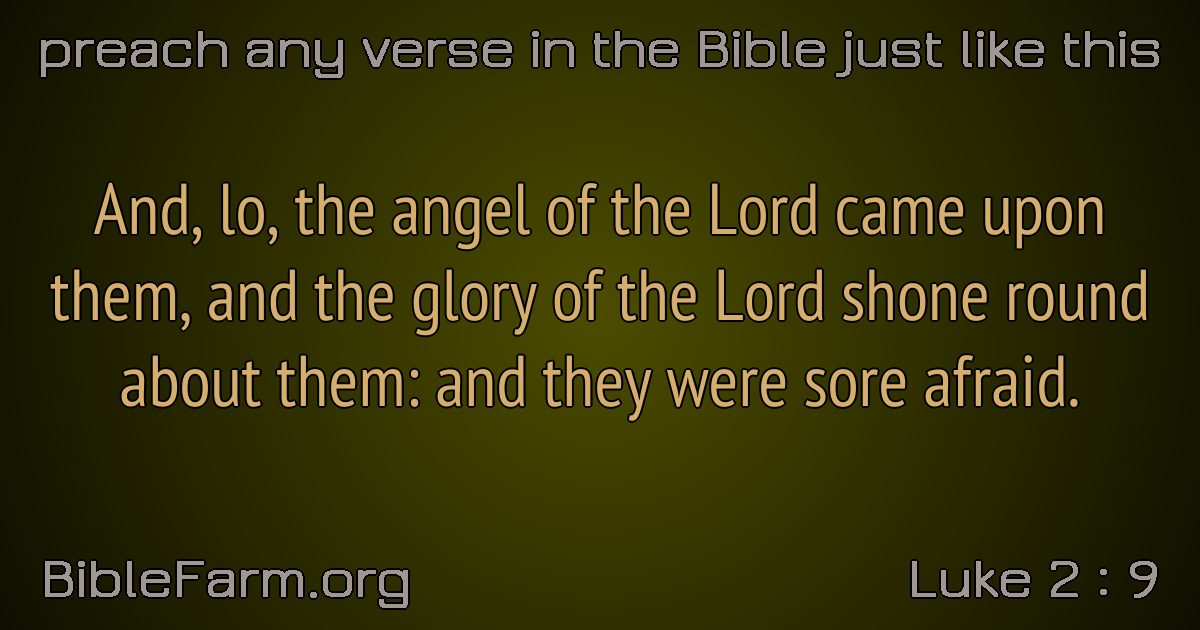 preach any verse in the Bible just like this
And, lo, the angel of the Lord came upon
them, and the glory of the Lord shone round
about them: and they were sore afraid.
BibleFarm.org
Luke 2 : 9